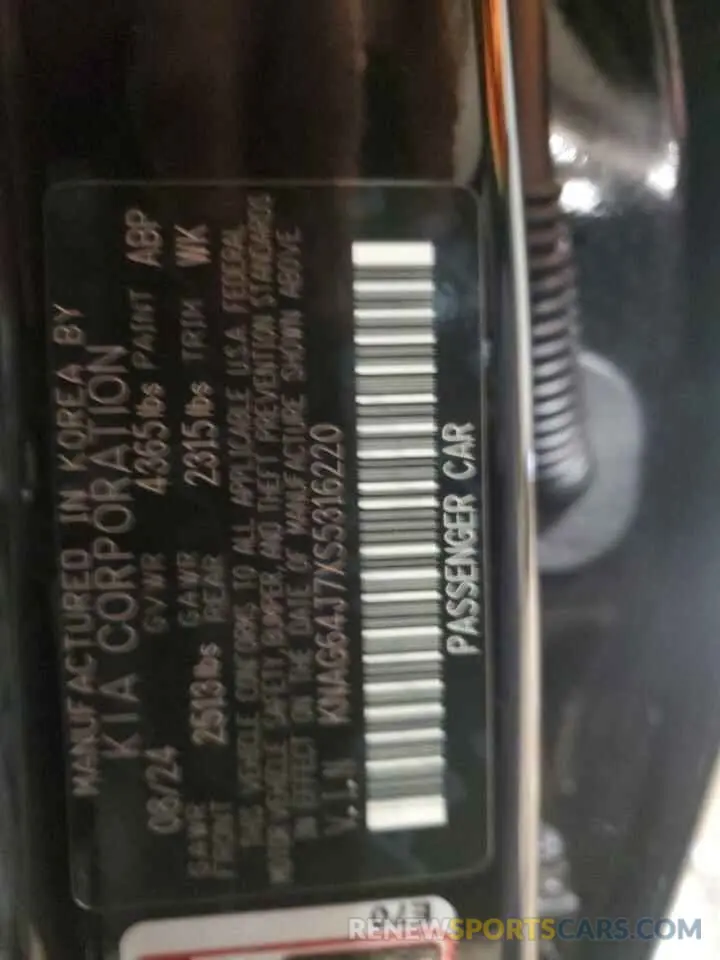 MANUFACTURED IN KOREA BY
KIA CORPORATION
08/24 GVWR 4365lbs PAINT ABP
GAWR FRONT 2513lbs GAWR REAR 2315lbs TRIM WK
THIS VEHICLE CONFORMS TO ALL APPLICABLE U.S.A. FEDERAL
MOTOR VEHICLE SAFETY, BUMPER, AND THEFT PREVENTION STANDARDS
IN EFFECT ON THE DATE OF MANUFACTURE SHOWN ABOVE
V.I.N KNAG64J7XS5316220
PASSENGER CAR
RENEWSPORTSCARS.COM